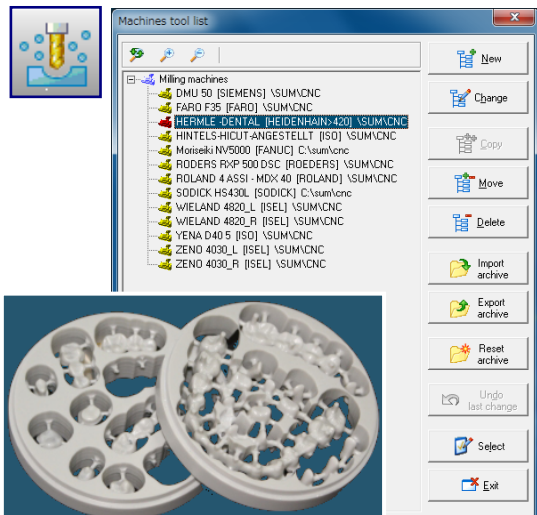 Machines tool list
New
Milling machines
DMU 50 [SIEMENS] \SUM\CNC
FARO F35 [FARO] \SUM\CNC
HERMLE -DENTAL [HEIDENHAIN>420] \SUM\CNC
HINTELS-HICUT-ANGESTELLT [ISO] \SUM\CNC
Moriseiki NV5000 [FANUC] C:\sum\cnc
RODERS RXP 500 DSC [ROEDERS] \SUM\CNC
ROLAND 4 ASSI - MDX 40 [ROLAND] \SUM\CNC
SODICK HS430L [SODICK] C:\sum\cnc
WIELAND 4820_L [ISEL] \SUM\CNC
WIELAND 4820_R [ISEL] \SUM\CNC
YENA D40 5 [ISO] \SUM\CNC
ZENO 4030_L [ISEL] \SUM\CNC
ZENO 4030_R [ISEL] \SUM\CNC
Change
Copy
Move
Delete
Import
archive
Export
archive
Reset
archive
Undo
last change
Select
Exit